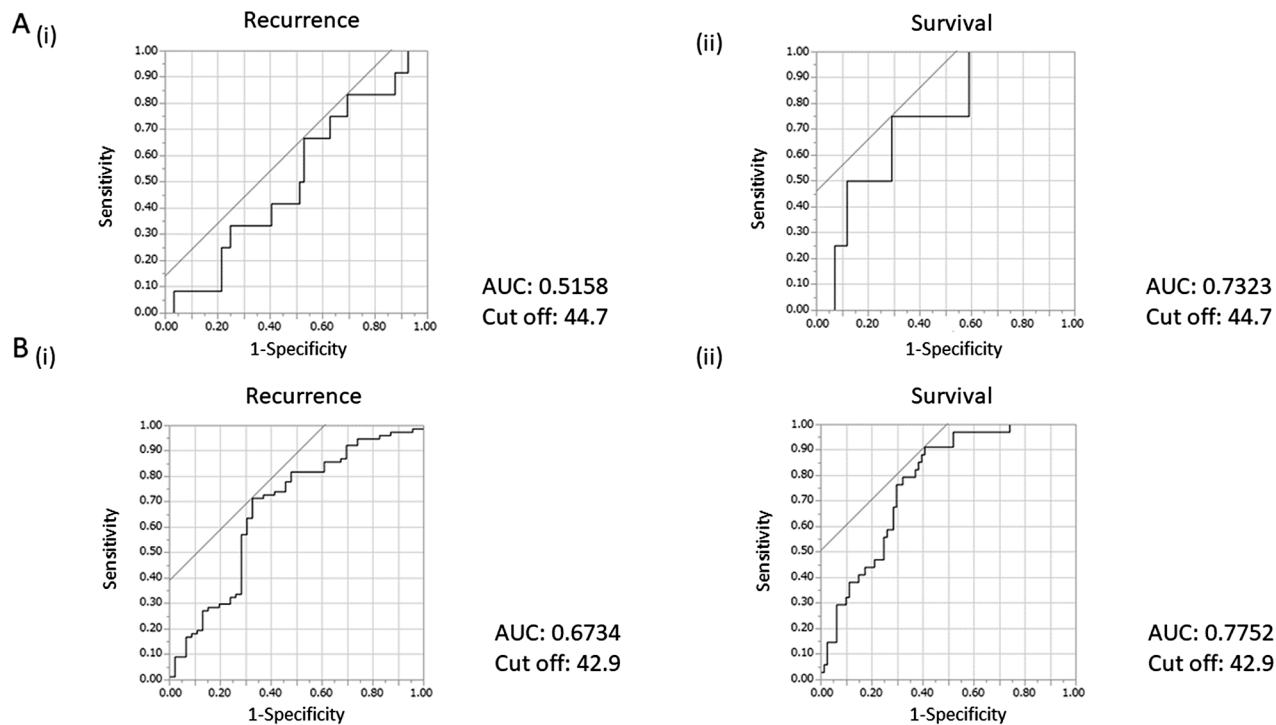 A (i)
Recurrence
1.00
0.90
0.80
0.70
0.60
0.50
0.40
0.30
0.20
0.10
0.00
0.00 0.20 0.40 0.60 0.80 1.00
Sensitivity
1-Specificity
AUC: 0.5158
Cut off: 44.7
(ii)
Survival
1.00
0.90
0.80
0.70
0.60
0.50
0.40
0.30
0.20
0.10
0.00
0.00 0.20 0.40 0.60 0.80 1.00
Sensitivity
1-Specificity
AUC: 0.7323
Cut off: 44.7
B (i)
Recurrence
1.00
0.90
0.80
0.70
0.60
0.50
0.40
0.30
0.20
0.10
0.00
0.00 0.20 0.40 0.60 0.80 1.00
Sensitivity
1-Specificity
AUC: 0.6734
Cut off: 42.9
(ii)
Survival
1.00
0.90
0.80
0.70
0.60
0.50
0.40
0.30
0.20
0.10
0.00
0.00 0.20 0.40 0.60 0.80 1.00
Sensitivity
1-Specificity
AUC: 0.7752
Cut off: 42.9